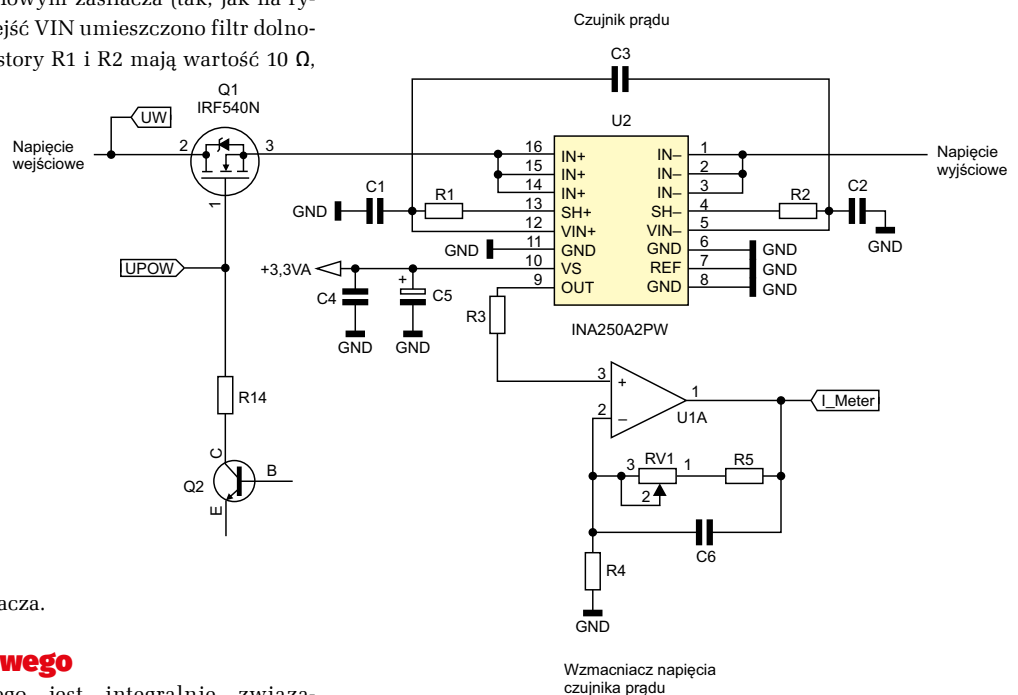 nowym zasilacza (tak, jak na ry-
ejść VIN umieszczono filtr dolno-
story R1 i R2 mają wartość 10 Ω,
Czujnik prądu
C3
Q1
IRF540N
UW
U2
Napięcie
wejściowe
2
3
1
16 IN+ IN– 1
15 IN+ IN– 2
14 IN+ IN– 3
13 SH+ SH– 4
12 VIN+ VIN– 5
11 GND GND 6
10 VS REF 7
9 OUT GND 8
Napięcie
wyjściowe
C1
R1
GND
R2
C2
GND
GND
GND
GND
GND
UPOW
+3,3VA
+
C4
C5
GND
GND
R3
INA250A2PW
R14
3
+
2
–
1
U1A
I_Meter
C
B
Q2
E
3
RV1
1
2
R5
C6
R4
GND
acza.
wego
ego jest integralnie związa-
Wzmacniacz napięcia
czujnika prądu